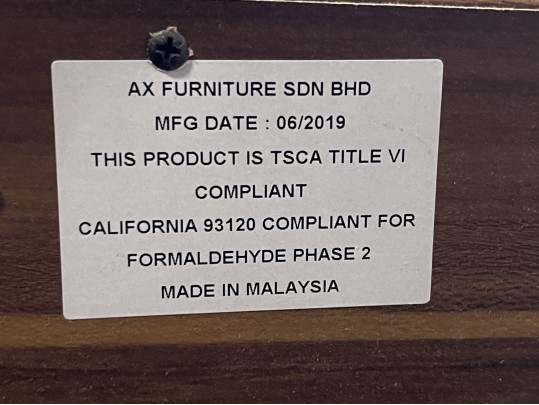 AX FURNITURE SDN BHD
MFG DATE : 06/2019
THIS PRODUCT IS TSCA TITLE VI
COMPLIANT
CALIFORNIA 93120 COMPLIANT FOR
FORMALDEHYDE PHASE 2
MADE IN MALAYSIA